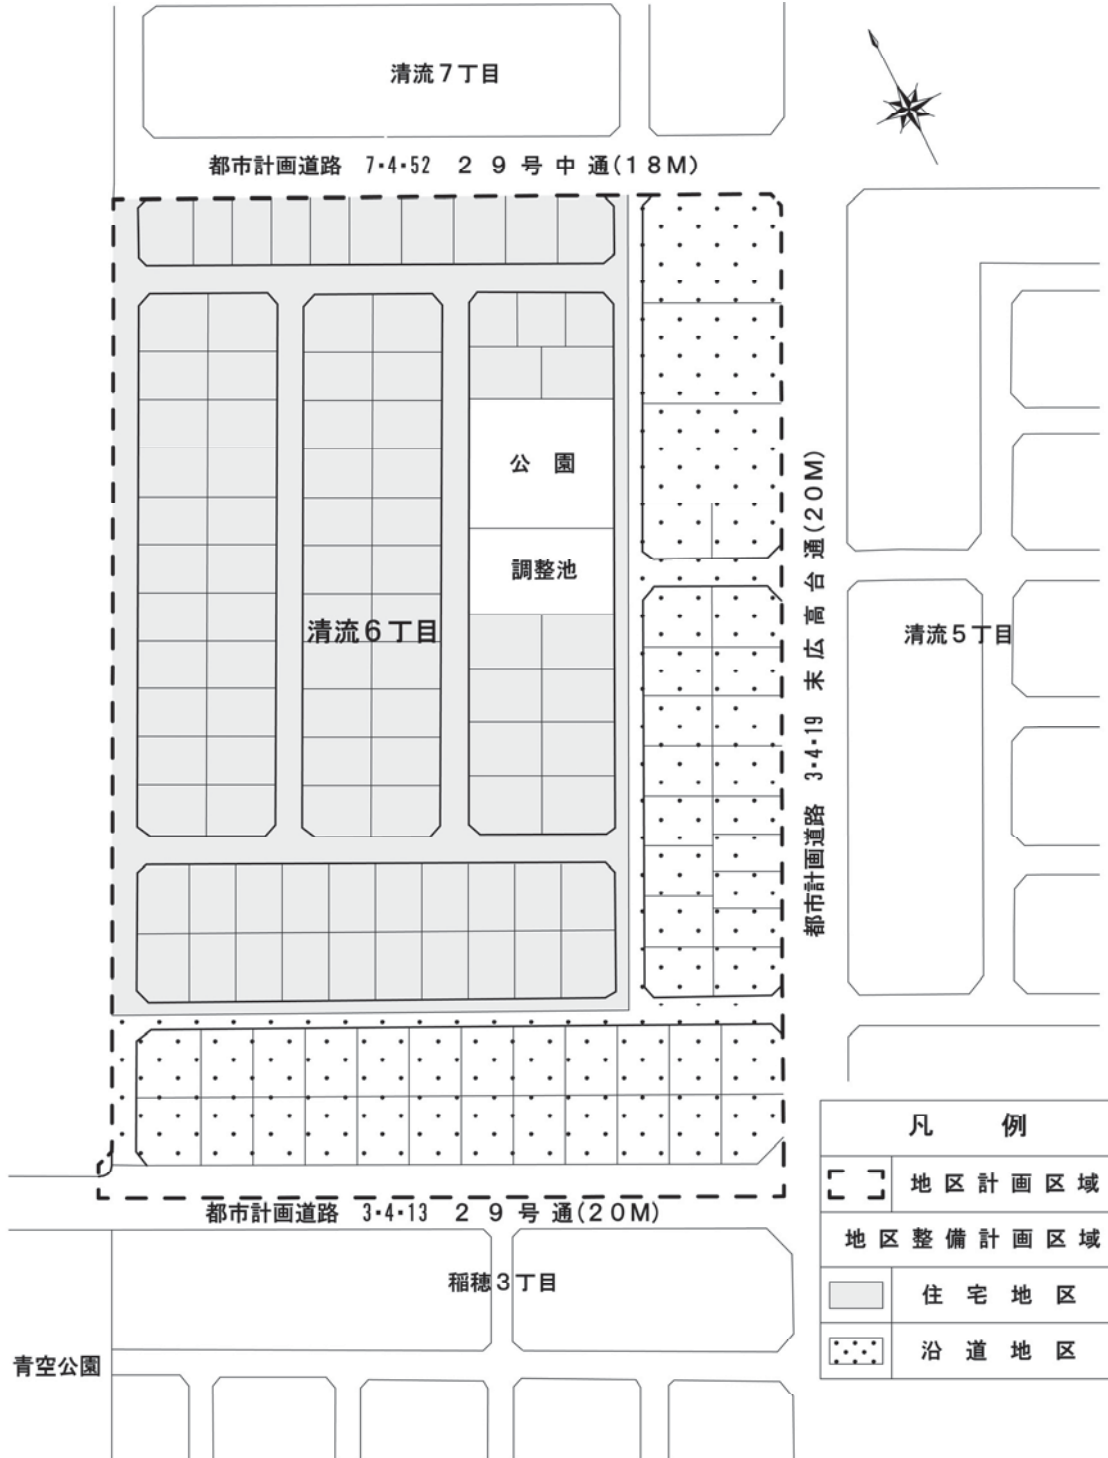 清流７丁目
都市計画道路 7・4・52 ２９号中通(１８Ｍ)
公園
調整池
清流６丁目
都市計画道路 3・4・19 末広高台通(２０Ｍ)
清流５丁目
都市計画道路 3・4・13 ２９号通(２０Ｍ)
稲穂３丁目
青空公園
凡例
地区計画区域
地区整備計画区域
住宅地区
沿道地区